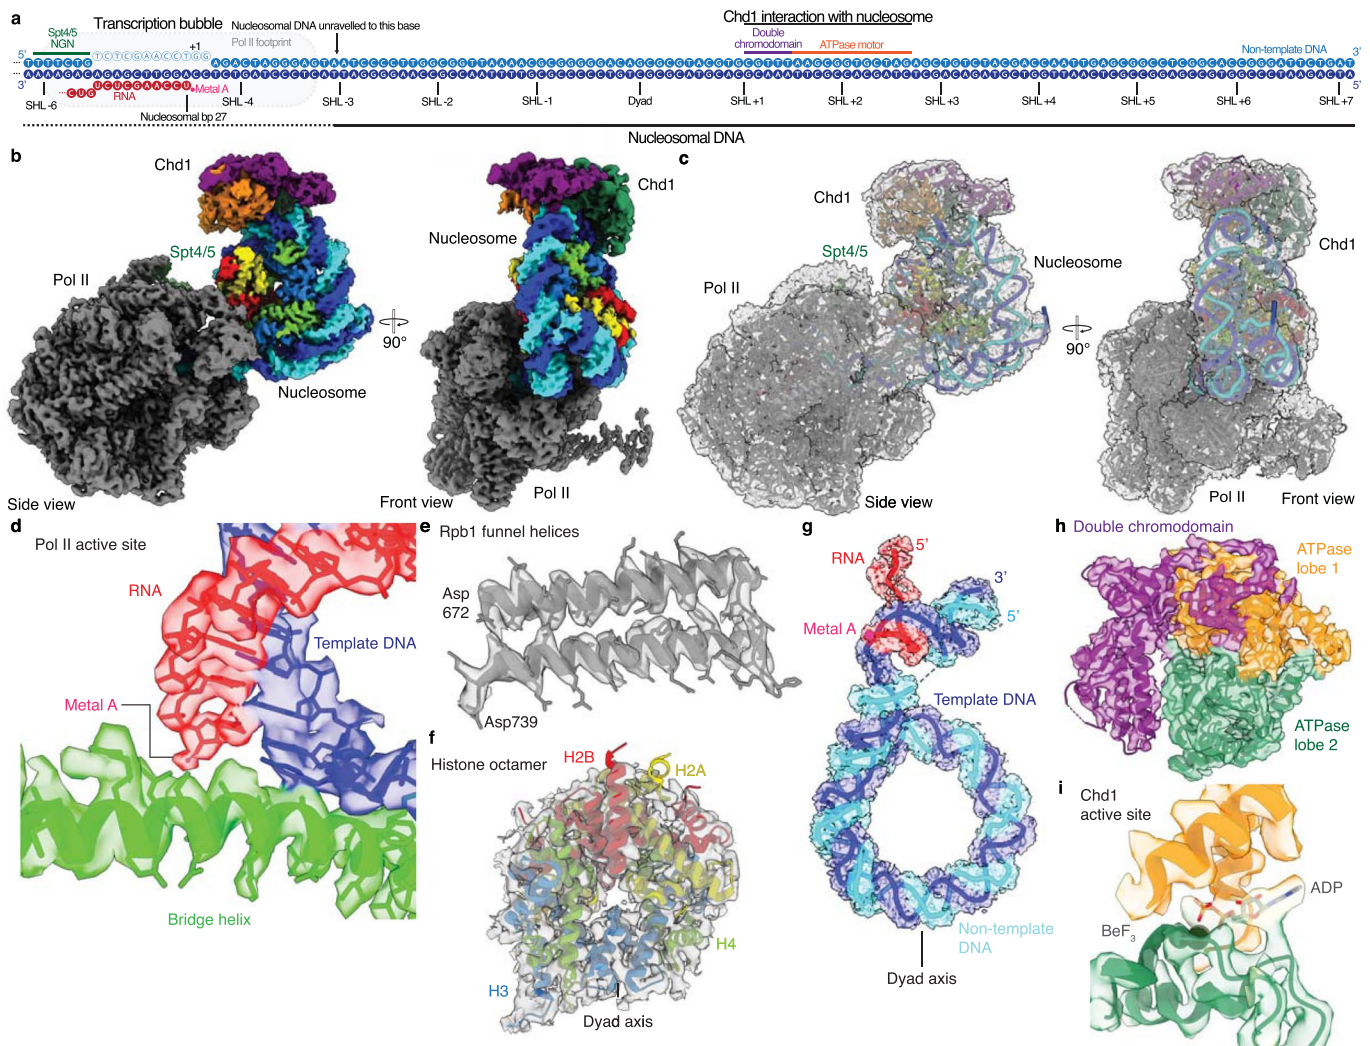 a
Transcription bubble
Nucleosomal DNA unravelled to this base
Chd1 interaction with nucleosome
Spt4/5
NGN
+1
Pol II footprint
Double
chromodomain
ATPase motor
Non-template DNA
5'
3'
TCTCGAACCTGG
3'
5'
CUG
UCUCGAACCU
RNA
Metal A
SHL -6
SHL -4
SHL -3
SHL -2
SHL -1
Dyad
SHL +1
SHL +2
SHL +3
SHL +4
SHL +5
SHL +6
SHL +7
Nucleosomal bp 27
Nucleosomal DNA
b
Chd1
Spt4/5
Pol II
Nucleosome
Side view
90°
Chd1
Nucleosome
Pol II
Front view
c
Chd1
Spt4/5
Pol II
Nucleosome
Side view
90°
Chd1
Pol II
Front view
d
Pol II active site
RNA
Template DNA
Metal A
Bridge helix
e
Rpb1 funnel helices
Asp
672
Asp739
f
Histone octamer
H2B
H2A
H4
H3
Dyad axis
g
RNA
5’
3’
5’
Metal A
Template DNA
Non-template
DNA
Dyad axis
h
Double chromodomain
ATPase
lobe 1
ATPase
lobe 2
i
Chd1
active site
ADP
BeF3